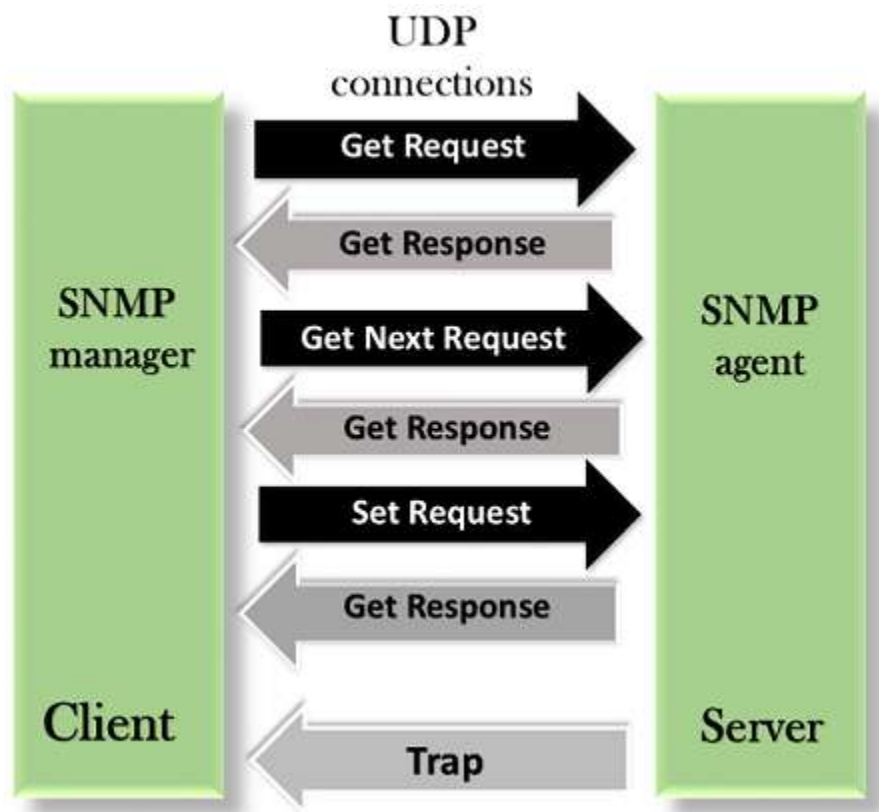 UDP
connections
Get Request
Get Response
SNMP
manager
Get Next Request
SNMP
agent
Get Response
Set Request
Get Response
Client
Server
Trap